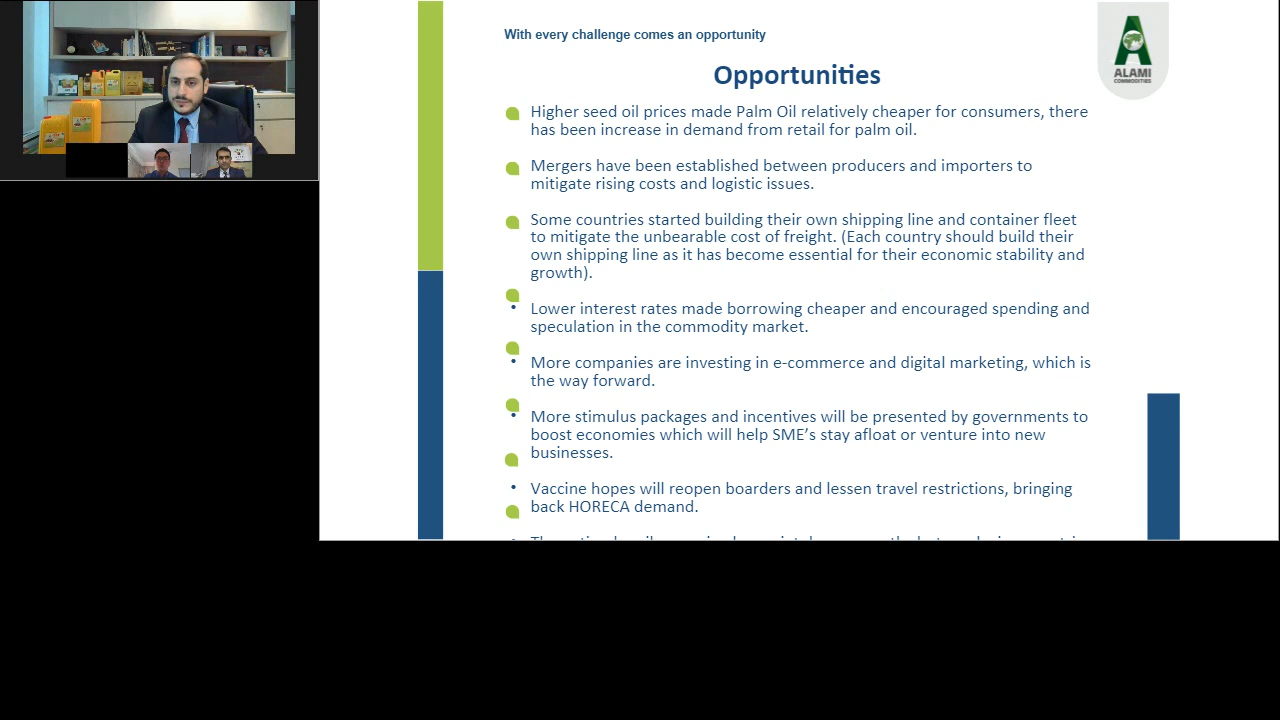 With every challenge comes an opportunity
Opportunities
ALAMI
COMMODITIES
Higher seed oil prices made Palm Oil relatively cheaper for consumers, there
has been increase in demand from retail for palm oil.
Mergers have been established between producers and importers to
mitigate rising costs and logistic issues.
Some countries started building their own shipping line and container fleet
to mitigate the unbearable cost of freight. (Each country should build their
own shipping line as it has become essential for their economic stability and
growth).
• Lower interest rates made borrowing cheaper and encouraged spending and
speculation in the commodity market.
• More companies are investing in e-commerce and digital marketing, which is
the way forward.
• More stimulus packages and incentives will be presented by governments to
boost economies which will help SME’s stay afloat or venture into new
businesses.
• Vaccine hopes will reopen boarders and lessen travel restrictions, bringing
back HORECA demand.